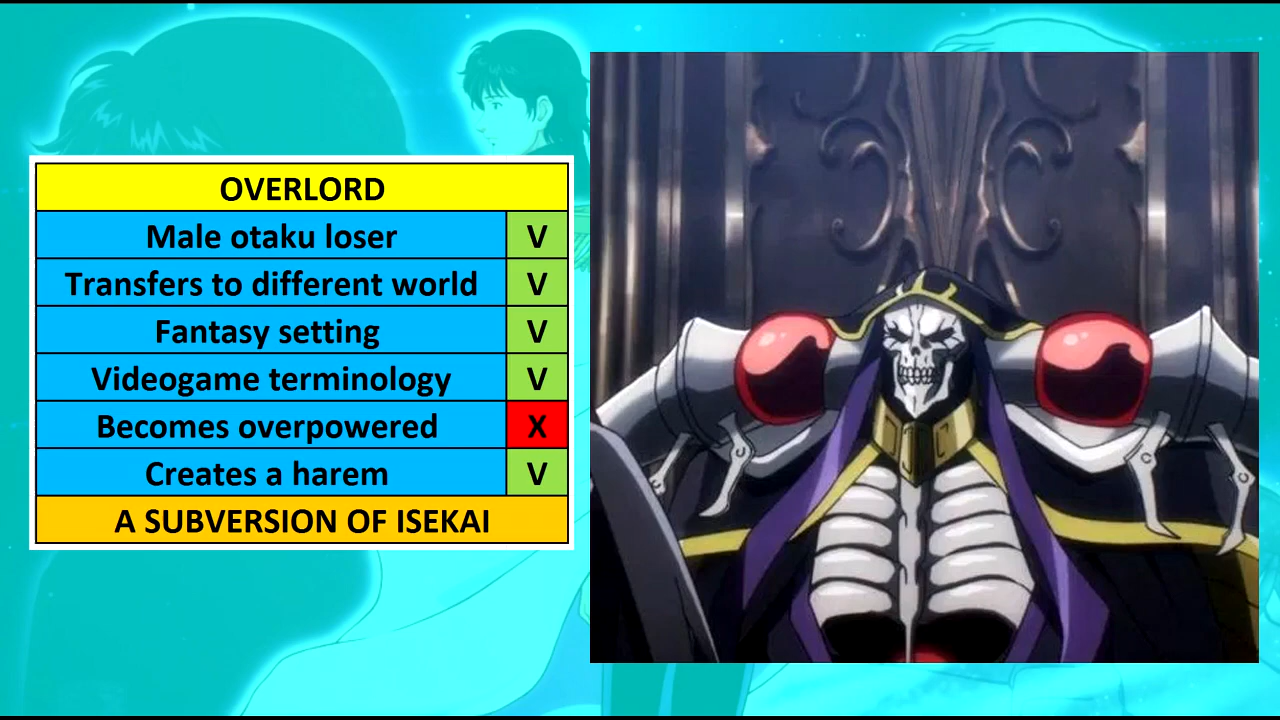 OVERLORD
Male otaku loser V
Transfers to different world V
Fantasy setting V
Videogame terminology V
Becomes overpowered X
Creates a harem V
A SUBVERSION OF ISEKAI